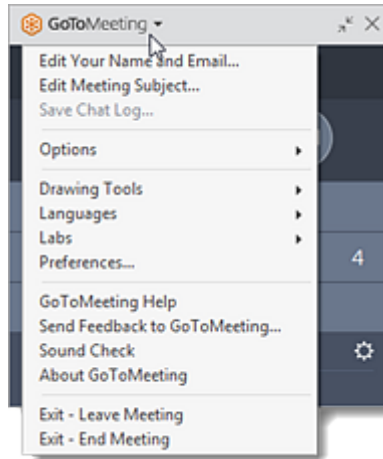 GoToMeeting
Edit Your Name and Email...
Edit Meeting Subject...
Save Chat Log...
Options
Drawing Tools
Languages
Labs
Preferences...
4
GoToMeeting Help
Send Feedback to GoToMeeting...
Sound Check
About GoToMeeting
Exit - Leave Meeting
Exit - End Meeting